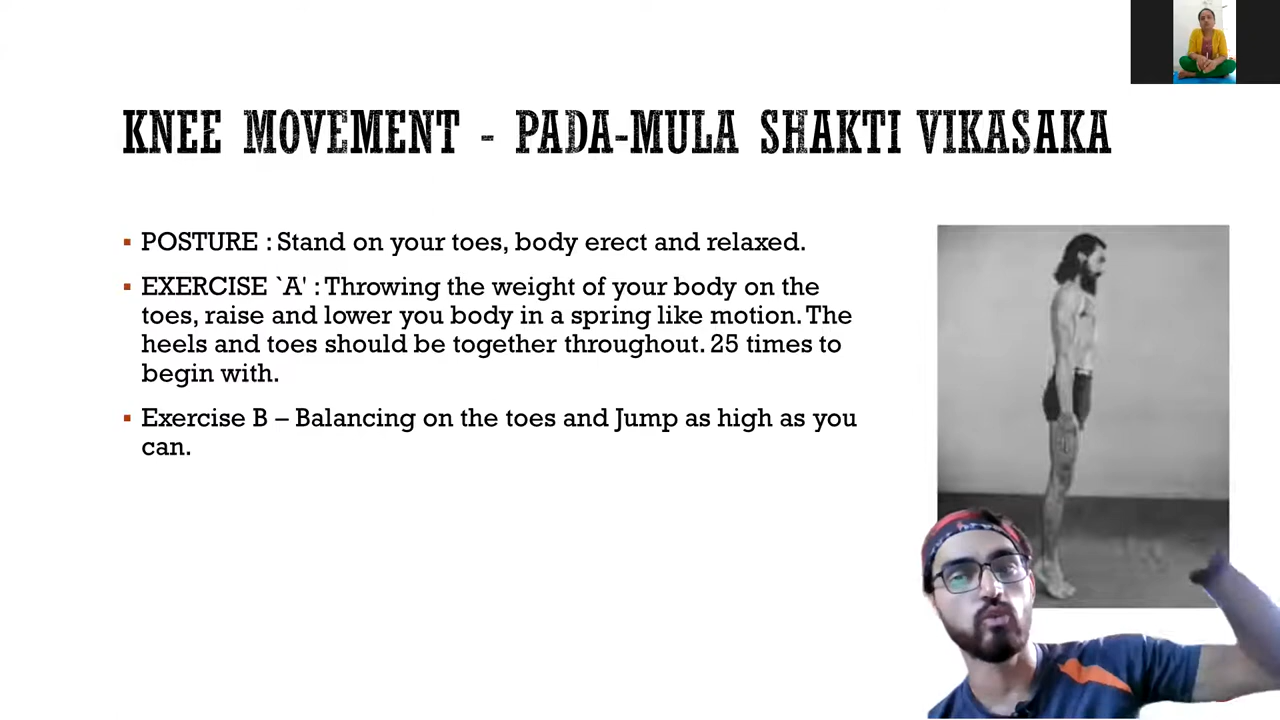 KNEE MOVEMENT - PADA-MULA SHAKTI VIKASAKA
▪ POSTURE : Stand on your toes, body erect and relaxed.
▪ EXERCISE `A' : Throwing the weight of your body on the
toes, raise and lower you body in a spring like motion. The
heels and toes should be together throughout. 25 times to
begin with.
▪ Exercise B – Balancing on the toes and Jump as high as you
can.